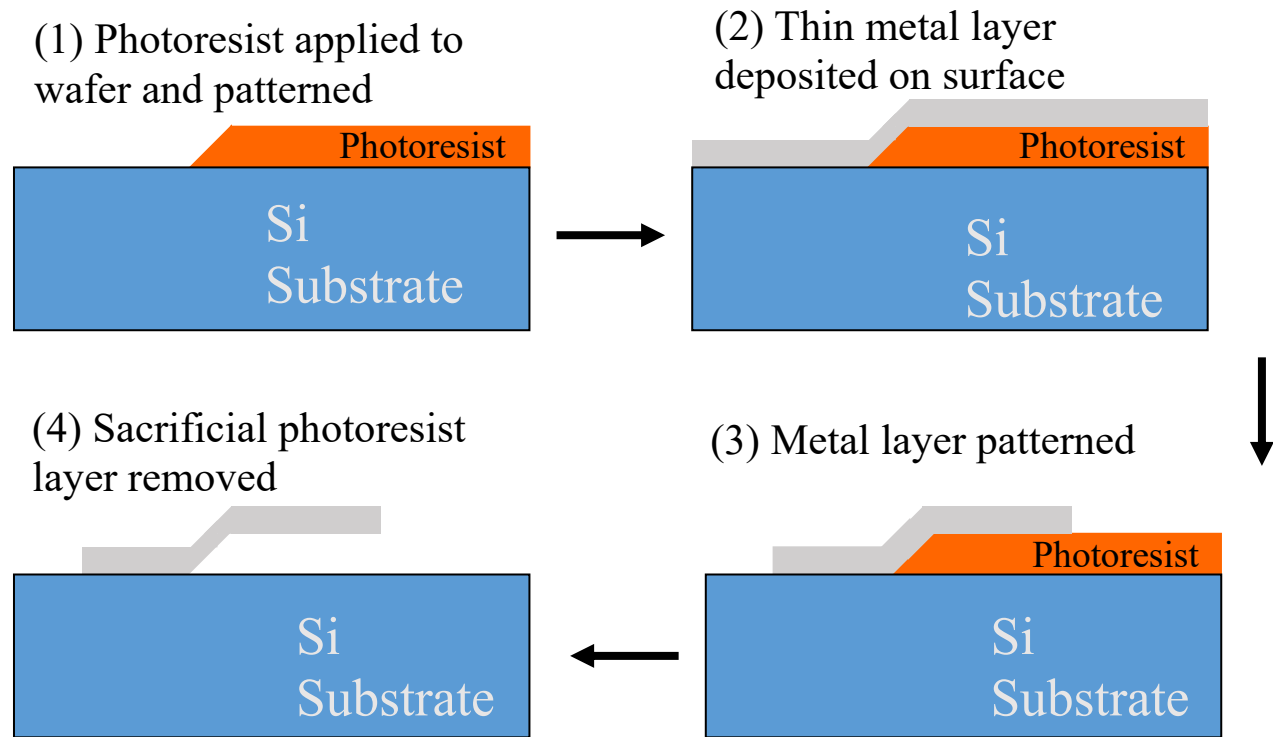 (1) Photoresist applied to
wafer and patterned
Photoresist
Si
Substrate
(2) Thin metal layer
deposited on surface
Photoresist
Si
Substrate
(3) Metal layer patterned
Photoresist
Si
Substrate
(4) Sacrificial photoresist
layer removed
Si
Substrate